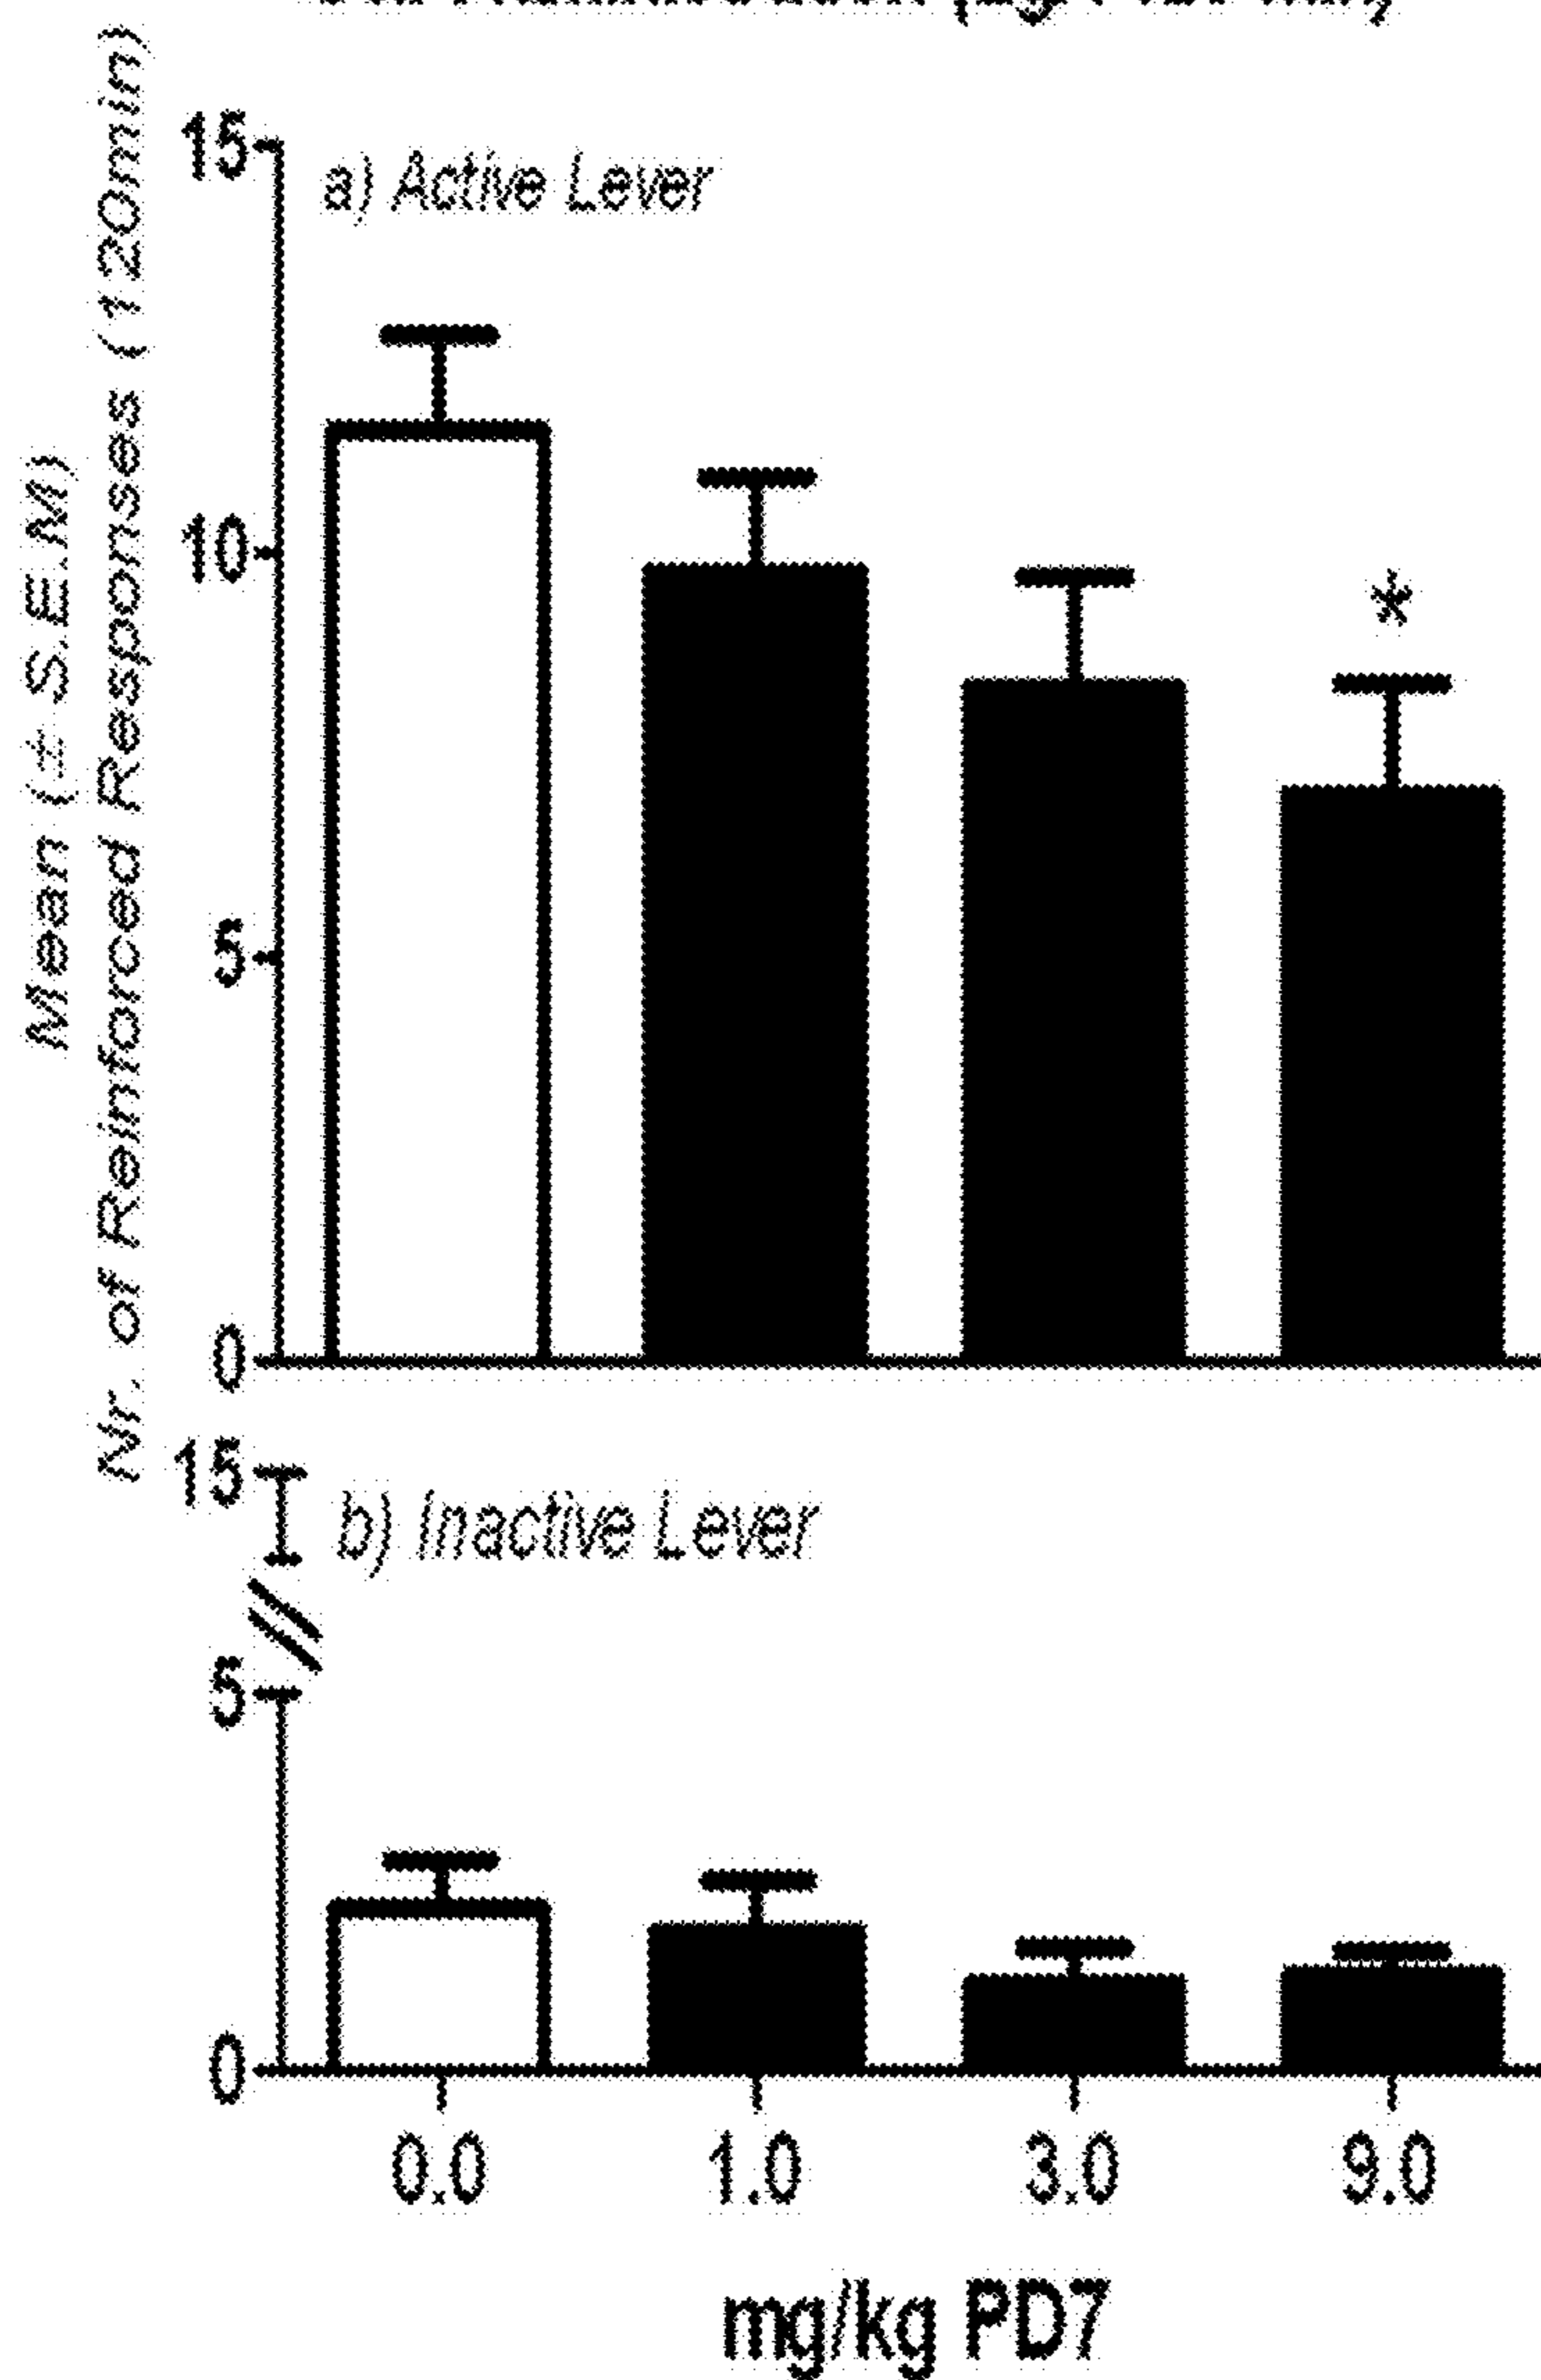 Mean (± S.E.M)
Nr. of Reinforced Responses (120min)
15
a) Active Lever
10
*
5
0
15
b) Inactive Lever
5
0
0.0 1.0 3.0 9.0
mg/kg PD7